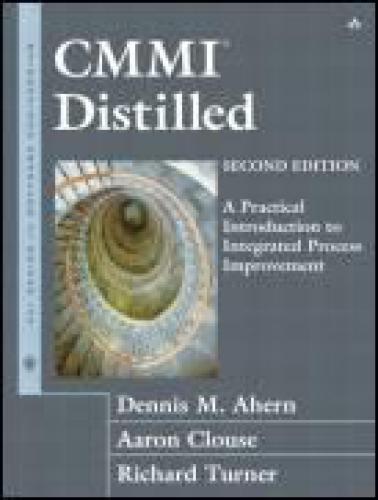 CMMI®
Distilled
SECOND EDITION
A Practical
Introduction to
Integrated Process
Improvement
Dennis M. Ahern
Aaron Clouse
Richard Turner